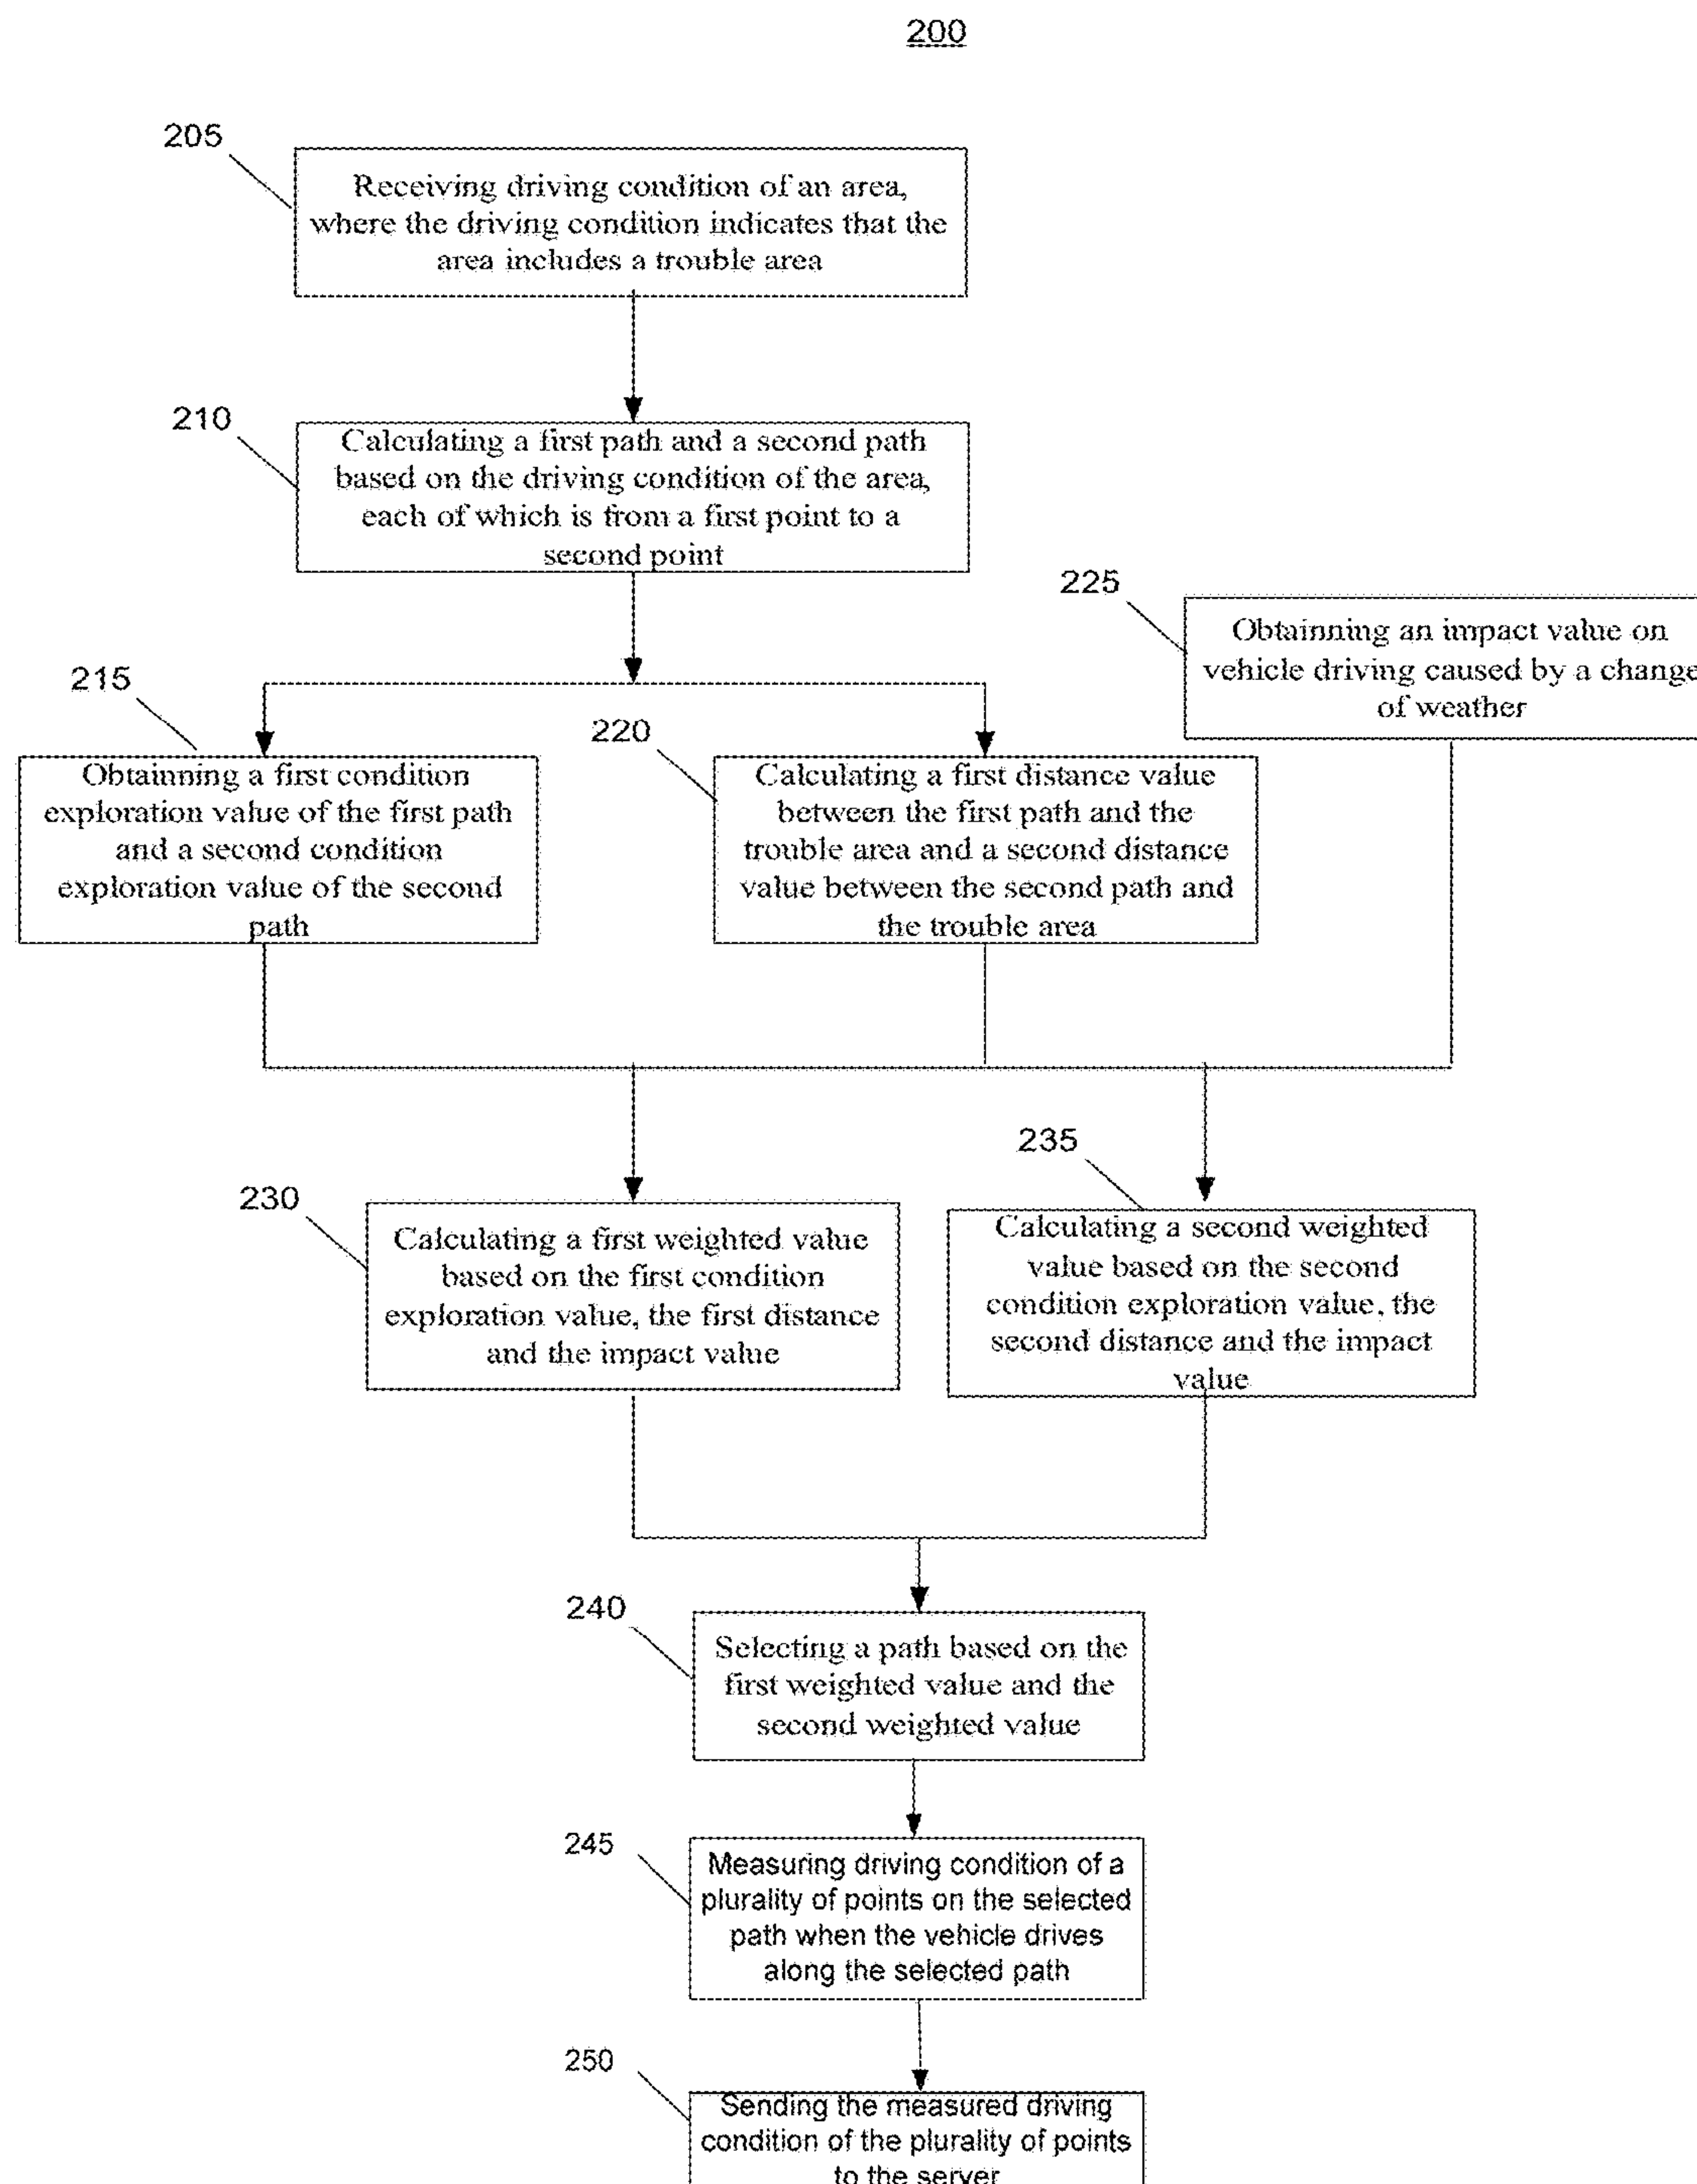 200
205
Receiving driving condition of an area,
where the driving condition indicates that the
area includes a trouble area
210
Calculating a first path and a second path
based on the driving condition of the area,
each of which is from a first point to a
second point
225
Obtainning an impact value on
vehicle driving caused by a change
of weather
215
Obtainning a first condition
exploration value of the first path
and a second condition
exploration value of the second
path
220
Calculating a first distance value
between the first path and the
trouble area and a second distance
value between the second path and
the trouble area
230
Calculating a first weighted value
based on the first condition
exploration value, the first distance
and the impact value
235
Calculating a second weighted
value based on the second
condition exploration value, the
second distance and the impact
value
240
Selecting a path based on the
first weighted value and the
second weighted value
245
Measuring driving condition of a
plurality of points on the selected
path when the vehicle drives
along the selected path
250
Sending the measured driving
condition of the plurality of points
to the server